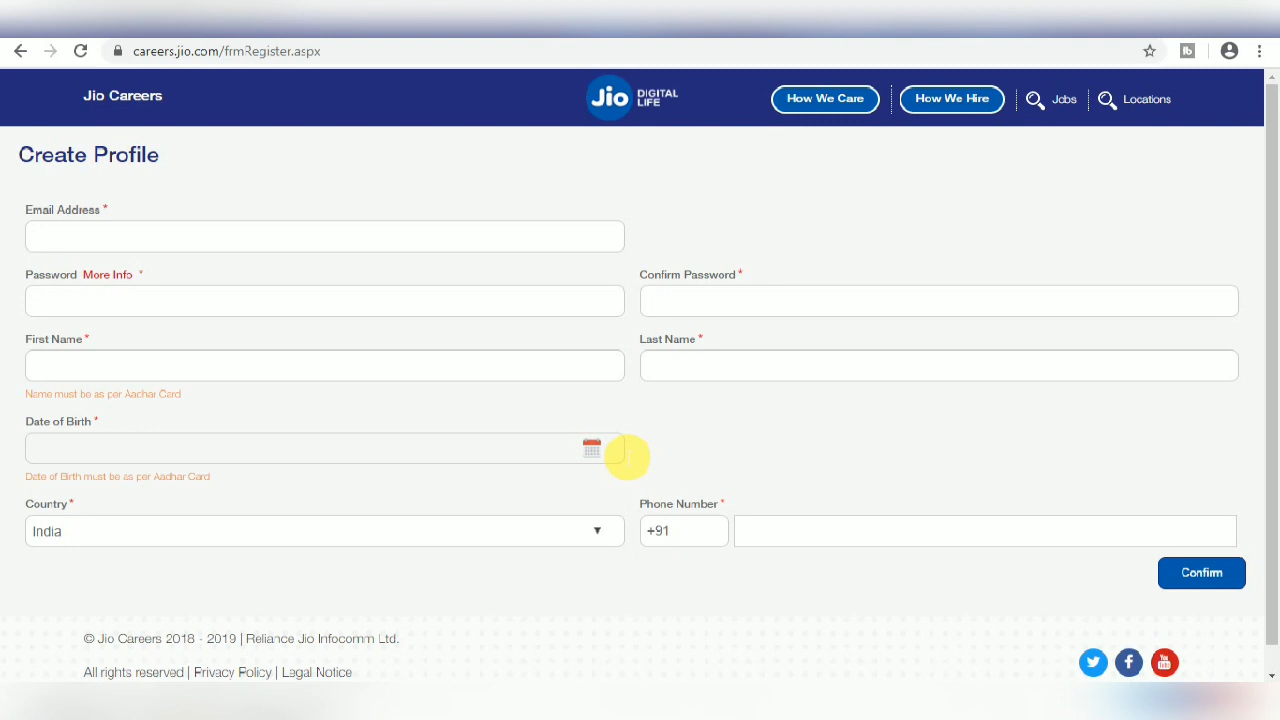 careers.jio.com/frmRegister.aspx
Jio Careers
Jio DIGITAL LIFE
How We Care
How We Hire
Jobs
Locations
Create Profile
Email Address *
Password More Info *
Confirm Password *
First Name *
Last Name *
Name must be as per Aadhar Card
Date of Birth *
Date of Birth must be as per Aadhar Card
Country *
Phone Number *
India
+91
Confirm
© Jio Careers 2018 - 2019 | Reliance Jio Infocomm Ltd.
All rights reserved | Privacy Policy | Legal Notice